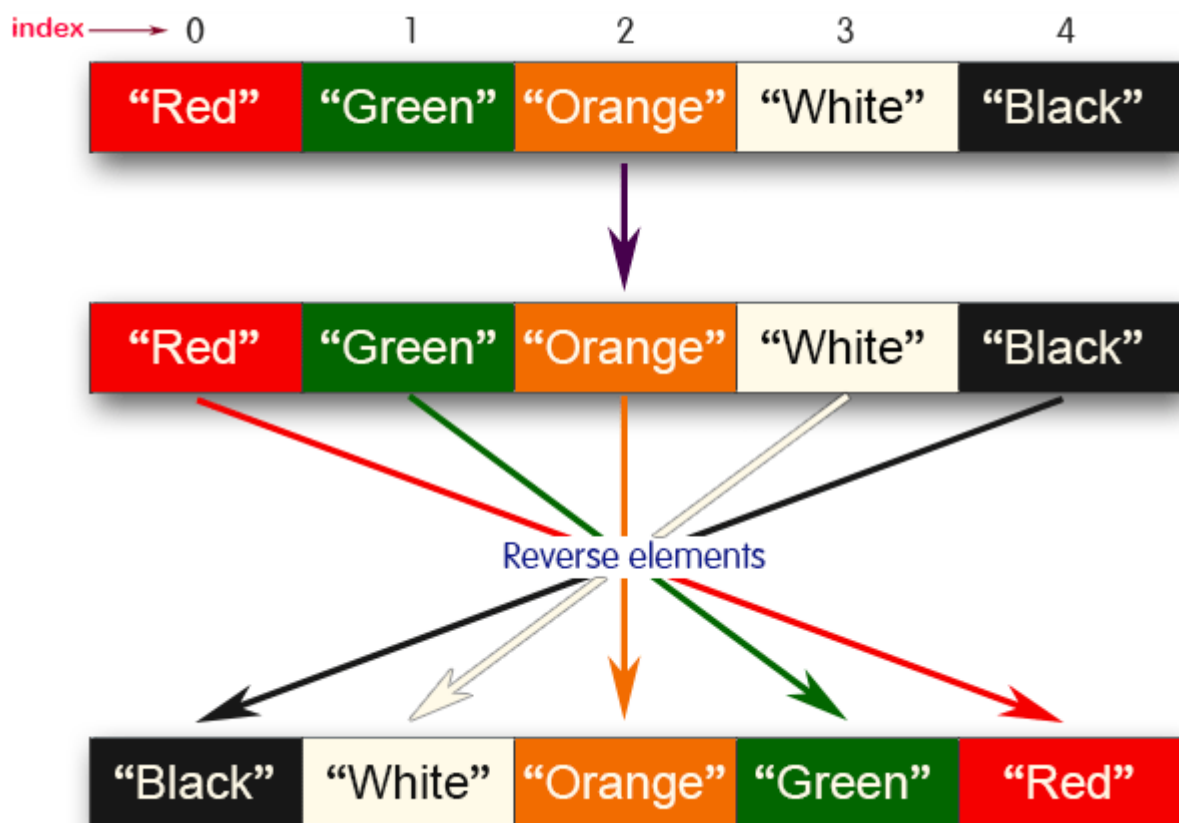 index 0 1 2 3 4
“Red” “Green” “Orange” “White” “Black”
“Red” “Green” “Orange” “White” “Black”
Reverse elements
“Black” “White” “Orange” “Green” “Red”